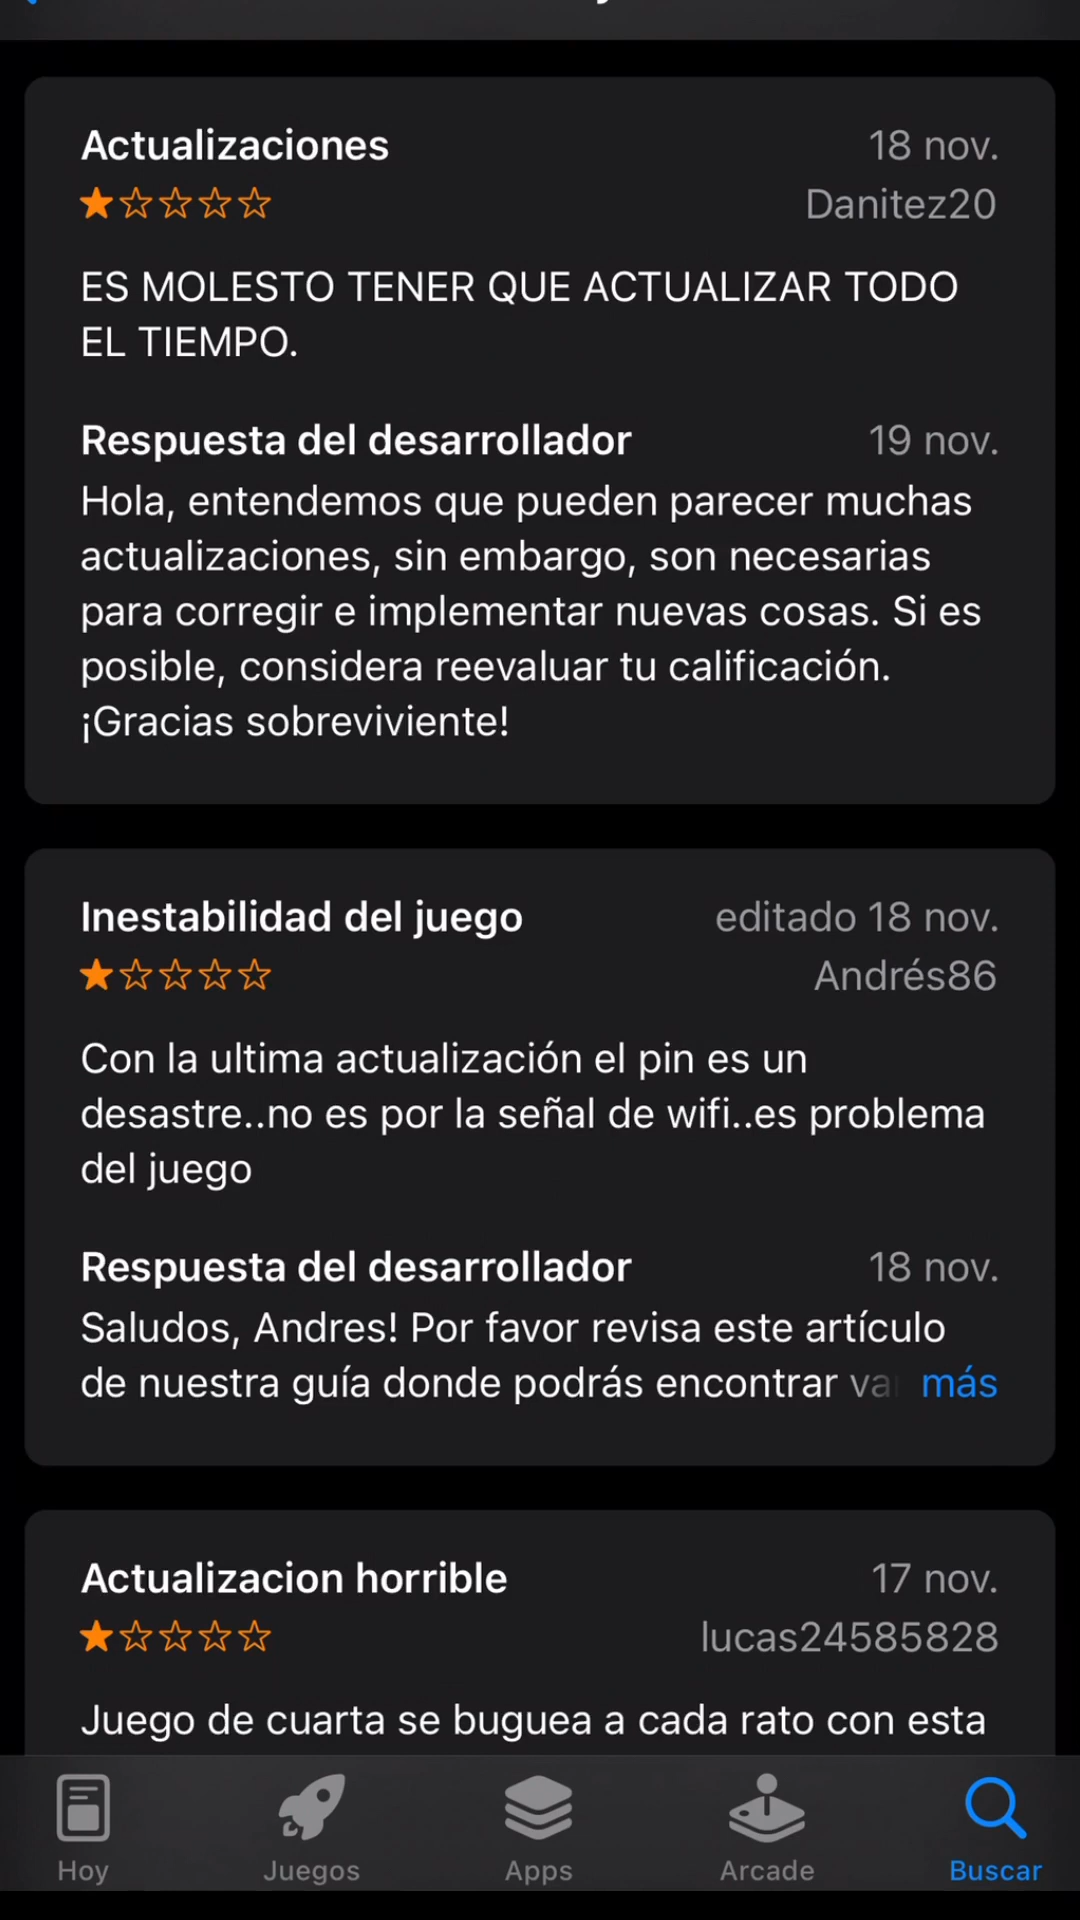 Actualizaciones
18 nov.
Danitez20
ES MOLESTO TENER QUE ACTUALIZAR TODO
EL TIEMPO.
Respuesta del desarrollador
19 nov.
Hola, entendemos que pueden parecer muchas
actualizaciones, sin embargo, son necesarias
para corregir e implementar nuevas cosas. Si es
posible, considera reevaluar tu calificación.
¡Gracias sobreviviente!
Inestabilidad del juego
editado 18 nov.
Andrés86
Con la ultima actualización el pin es un
desastre..no es por la señal de wifi..es problema
del juego
Respuesta del desarrollador
18 nov.
Saludos, Andres! Por favor revisa este artículo
de nuestra guía donde podrás encontrar más
Actualizacion horrible
17 nov.
lucas24585828
Juego de cuarta se buguea a cada rato con esta
Hoy
Juegos
Apps
Arcade
Buscar